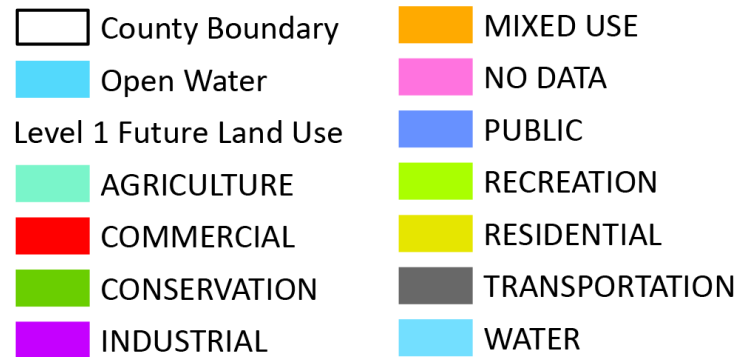 County Boundary
Open Water
Level 1 Future Land Use
AGRICULTURE
COMMERCIAL
CONSERVATION
INDUSTRIAL
MIXED USE
NO DATA
PUBLIC
RECREATION
RESIDENTIAL
TRANSPORTATION
WATER